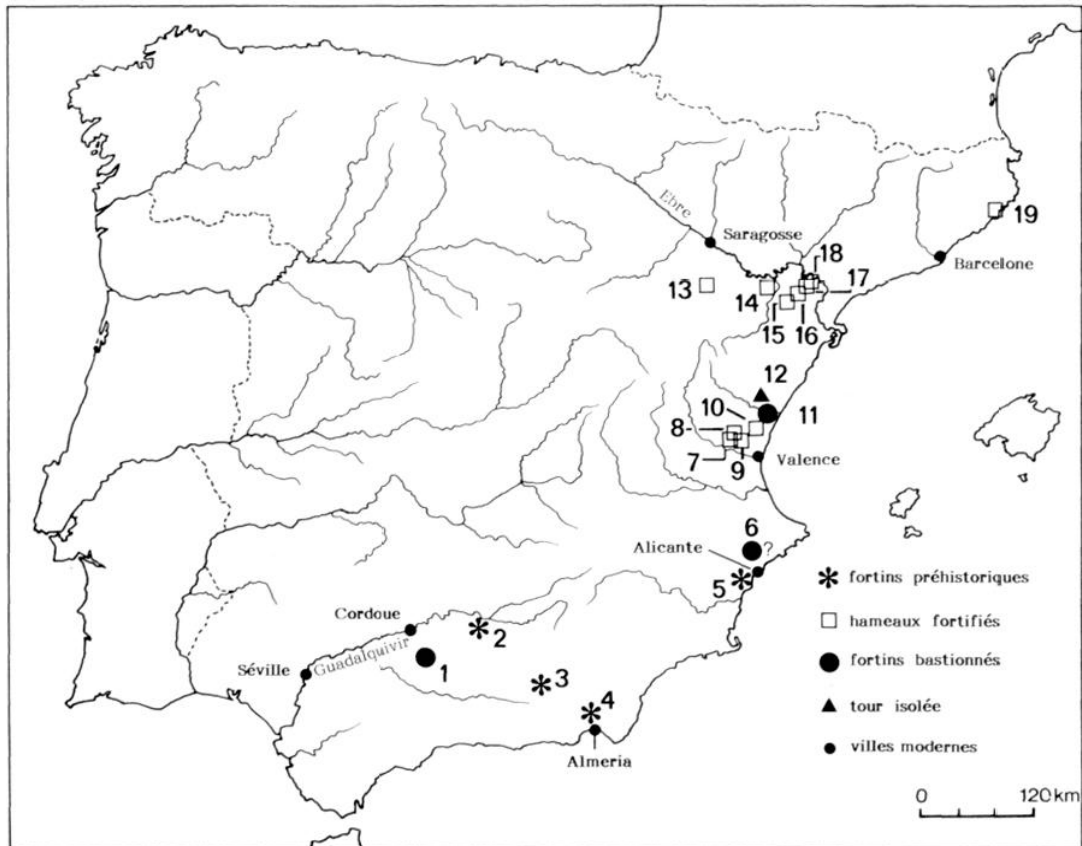 Ebre
Saragosse
19
18
Barcelone
13
14
17
15
16
12
10
11
8-
7
9
Valence
6
?
Alicante
5
fortins préhistoriques
Cordoue
2
hameaux fortifiés
Guadalquivir
Séville
1
fortins bastionnés
3
4
tour isolée
Almeria
villes modernes
0 120 km